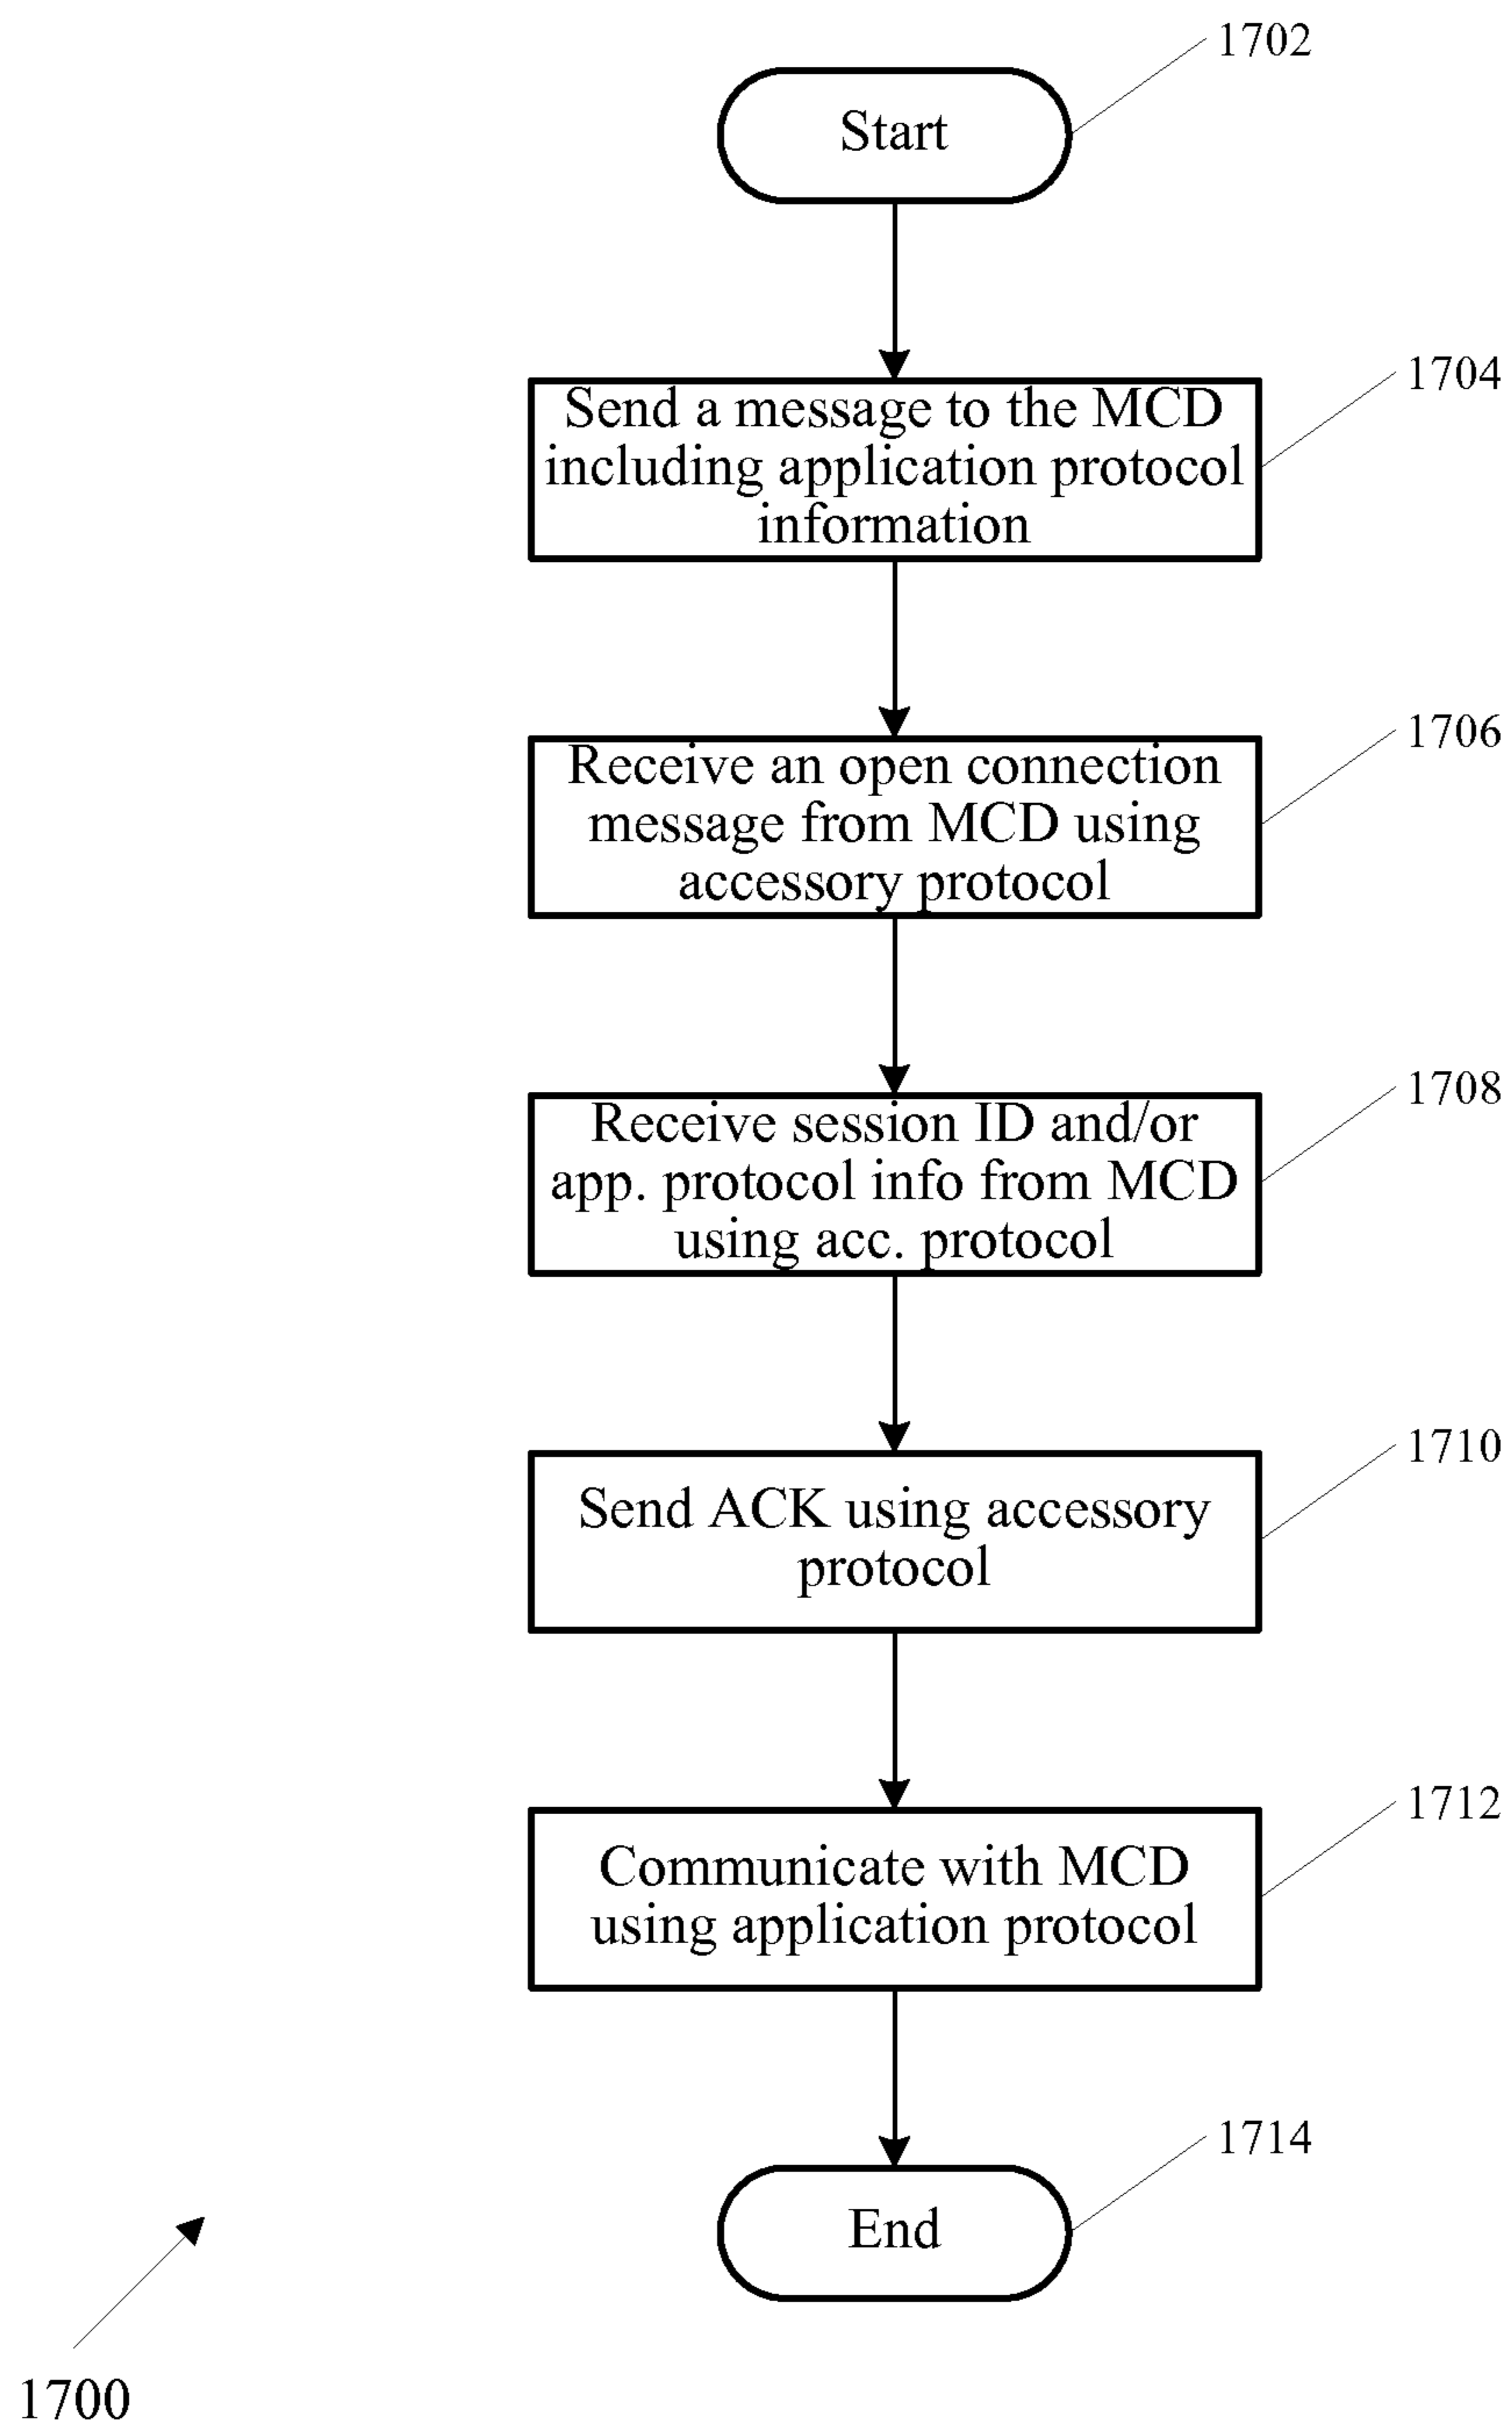 1702
Start
1704
Send a message to the MCD
including application protocol
information
1706
Receive an open connection
message from MCD using
accessory protocol
1708
Receive session ID and/or
app. protocol info from MCD
using acc. protocol
1710
Send ACK using accessory
protocol
1712
Communicate with MCD
using application protocol
1714
End
1700